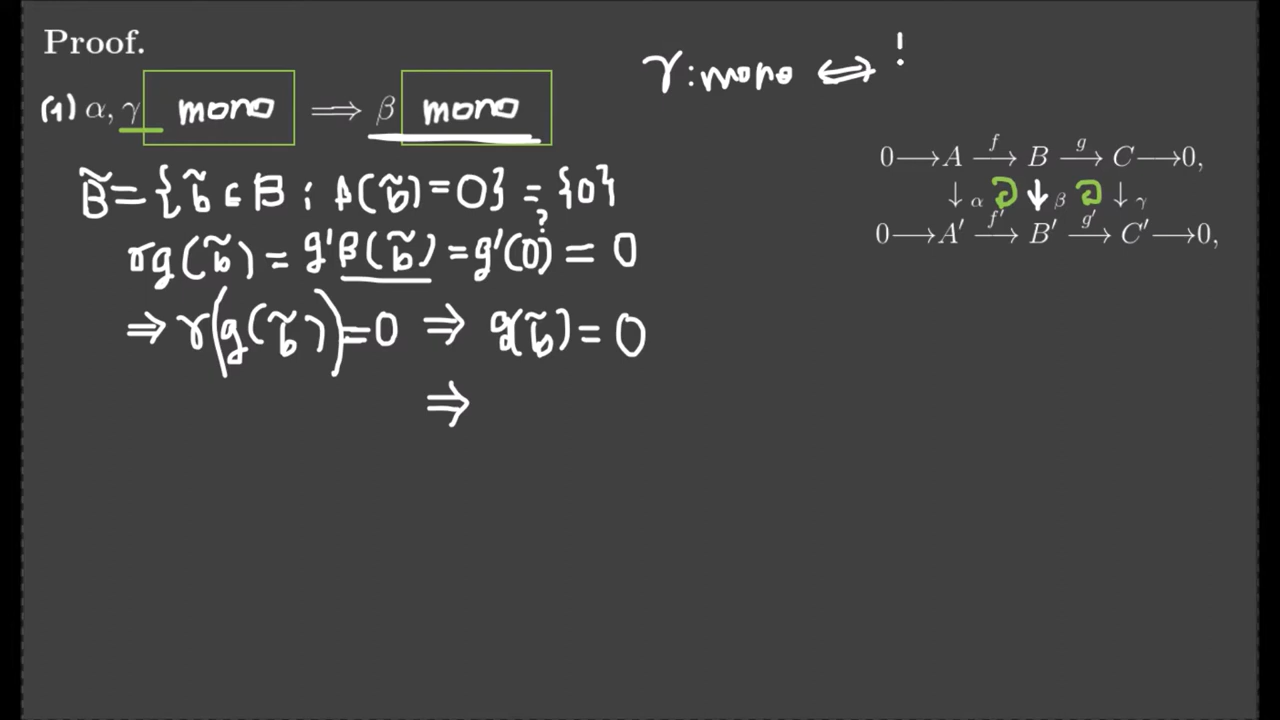 Proof.
γ : mono ⟺ !
(1) α, γ mono ⟹ β mono
B̃ = { b̃ ∈ B ; β(b̃) = 0 } =? {0}
γg(b̃) = g'β(b̃) = g'(0) = 0
⇒ γ(g(b̃)) = 0 ⇒ g(b̃) = 0
⇒
0 ⟶ A f⟶ B g⟶ C ⟶ 0,
↓ α ↓ β ↓ γ
0 ⟶ A' f'⟶ B' g'⟶ C' ⟶ 0,